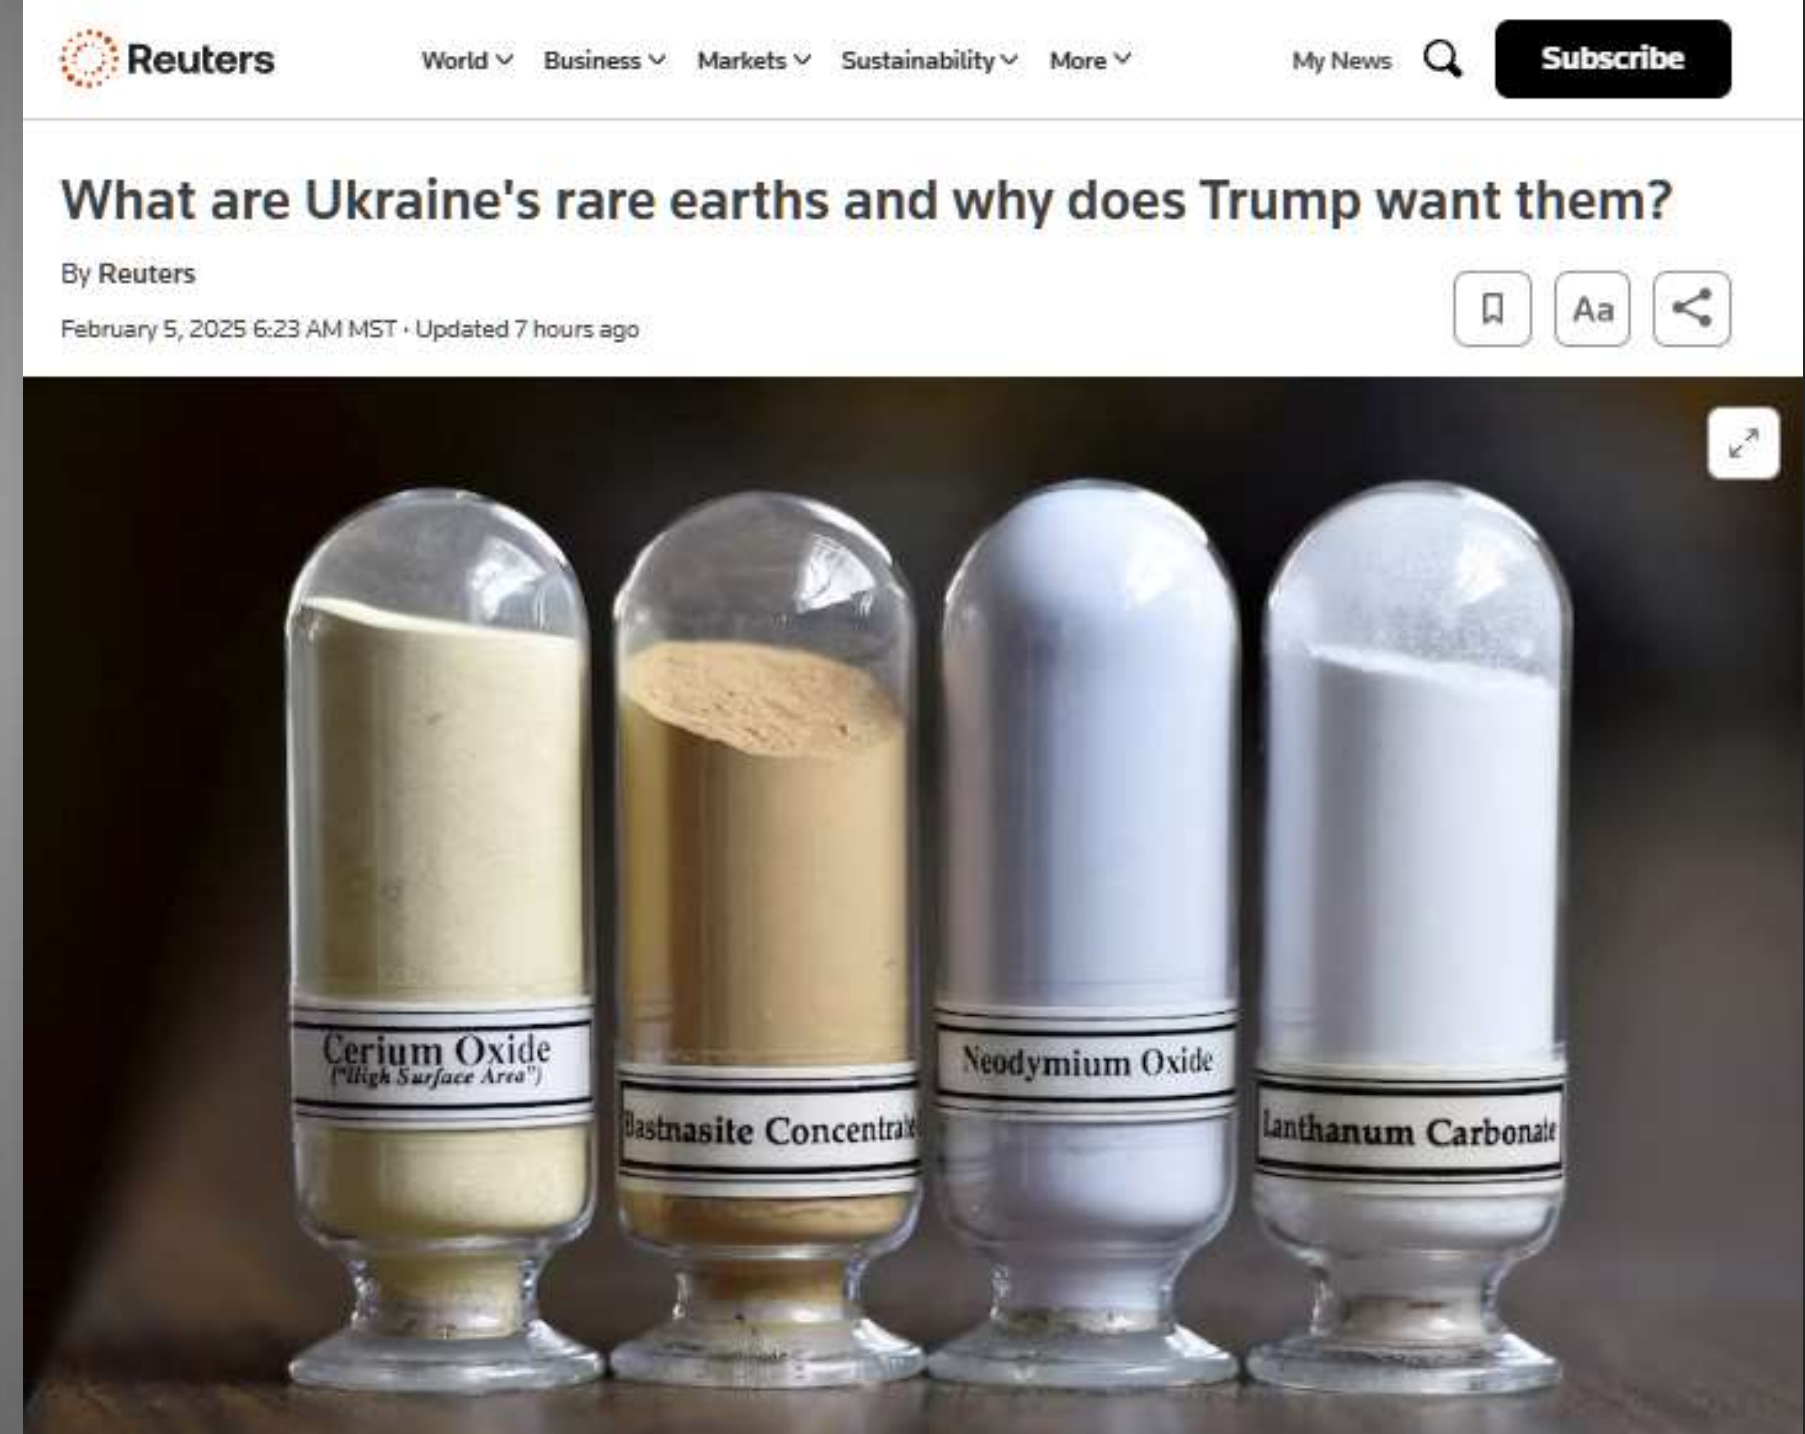 Reuters
World Business Markets Sustainability More
My News
Subscribe
What are Ukraine's rare earths and why does Trump want them?
By Reuters
February 5, 2025 6:23 AM MST · Updated 7 hours ago
Aa
Cerium Oxide
("High Surface Area")
Bastnasite Concentrate
Neodymium Oxide
Lanthanum Carbonate